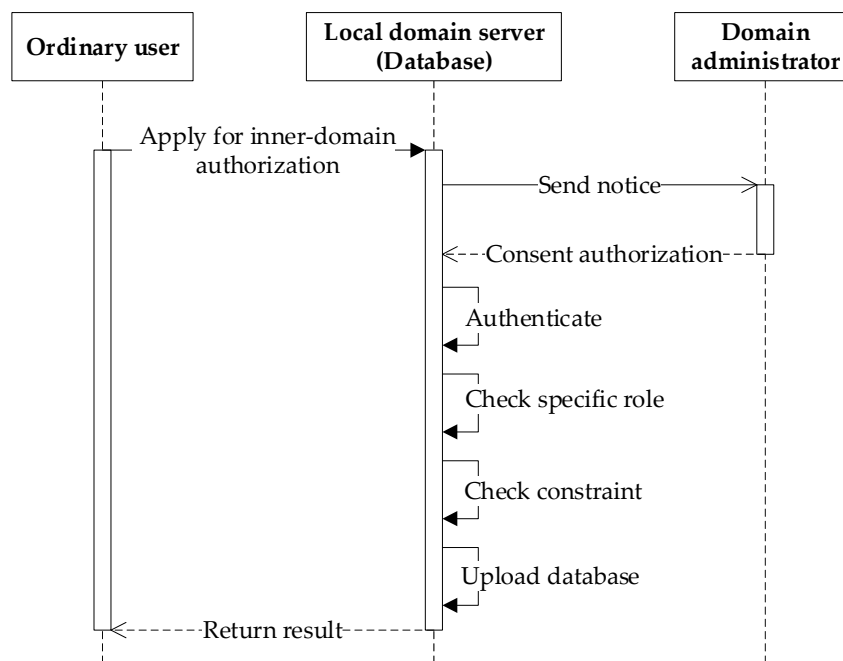 Ordinary user
Local domain server
(Database)
Domain
administrator
Apply for inner-domain
authorization
Send notice
Consent authorization
Authenticate
Check specific role
Check constraint
Upload database
Return result